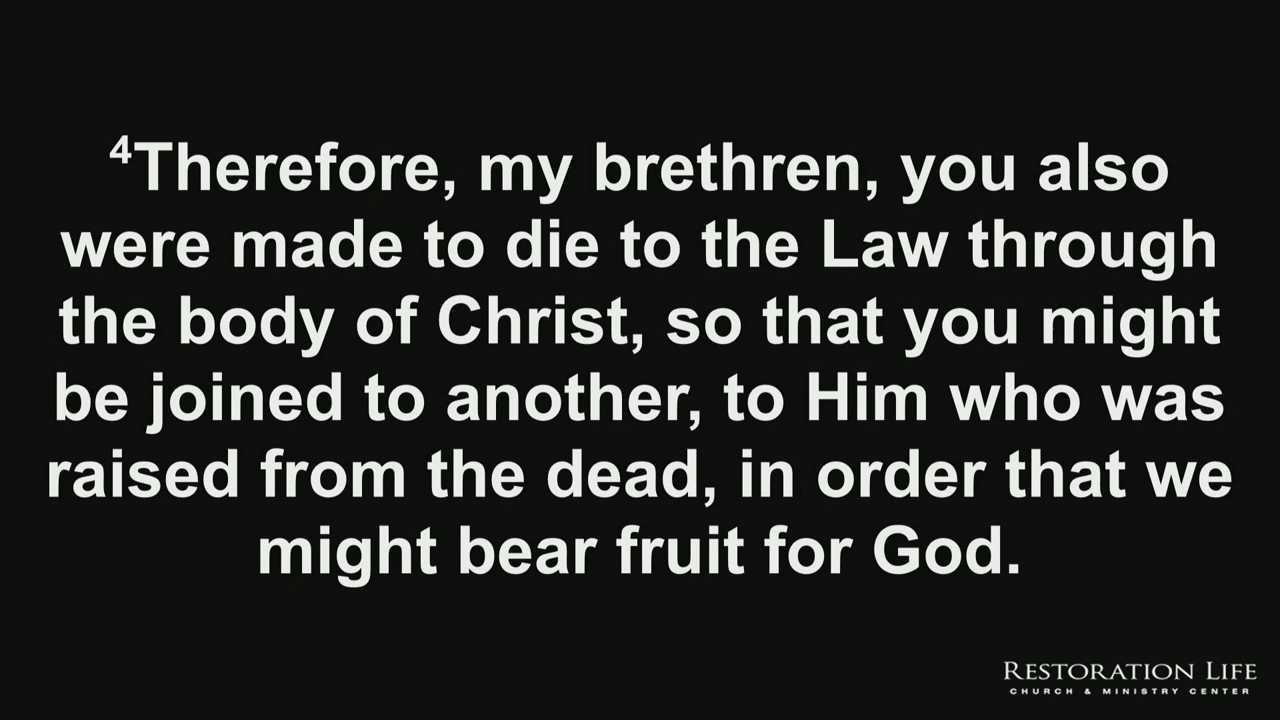 ⁴Therefore, my brethren, you also
were made to die to the Law through
the body of Christ, so that you might
be joined to another, to Him who was
raised from the dead, in order that we
might bear fruit for God.
RESTORATION LIFE
CHURCH & MINISTRY CENTER